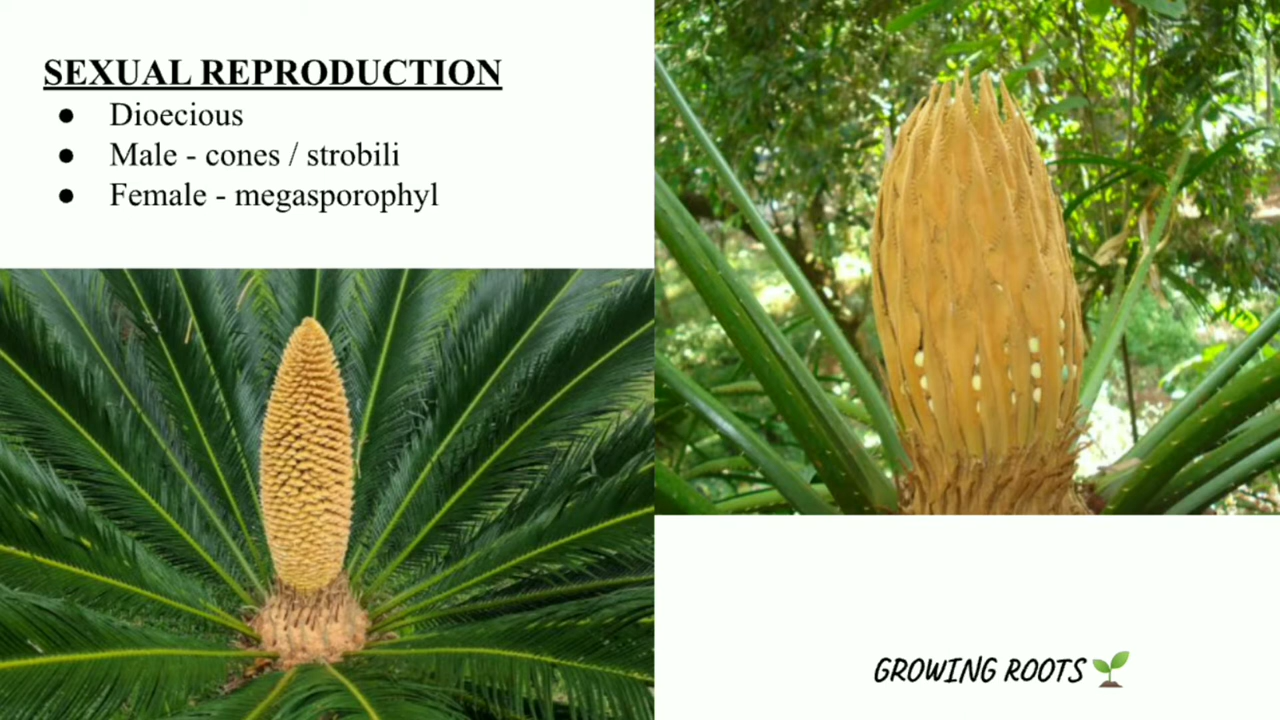 SEXUAL REPRODUCTION
● Dioecious
● Male - cones / strobili
● Female - megasporophyl
GROWING ROOTS 🌱